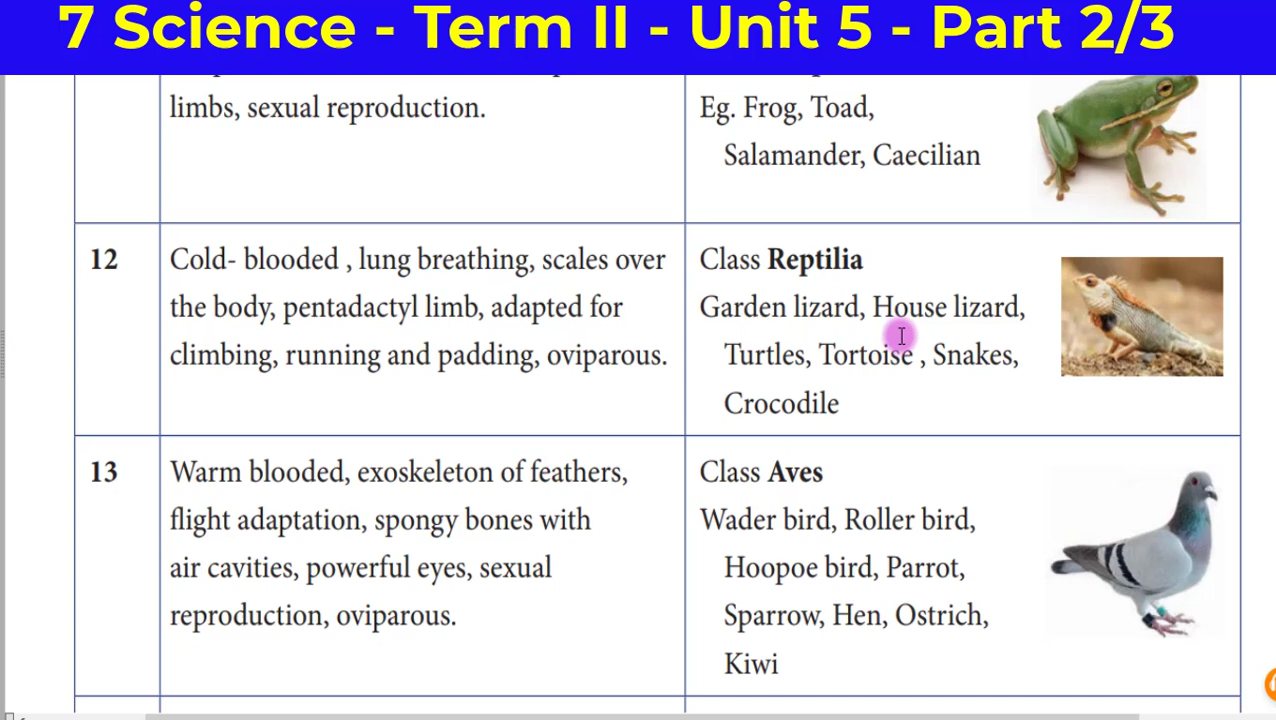 7 Science - Term II - Unit 5 - Part 2/3
limbs, sexual reproduction.
Eg. Frog, Toad,
Salamander, Caecilian
12
Cold- blooded , lung breathing, scales over
the body, pentadactyl limb, adapted for
climbing, running and padding, oviparous.
Class Reptilia
Garden lizard, House lizard,
Turtles, Tortoise , Snakes,
Crocodile
13
Warm blooded, exoskeleton of feathers,
flight adaptation, spongy bones with
air cavities, powerful eyes, sexual
reproduction, oviparous.
Class Aves
Wader bird, Roller bird,
Hoopoe bird, Parrot,
Sparrow, Hen, Ostrich,
Kiwi